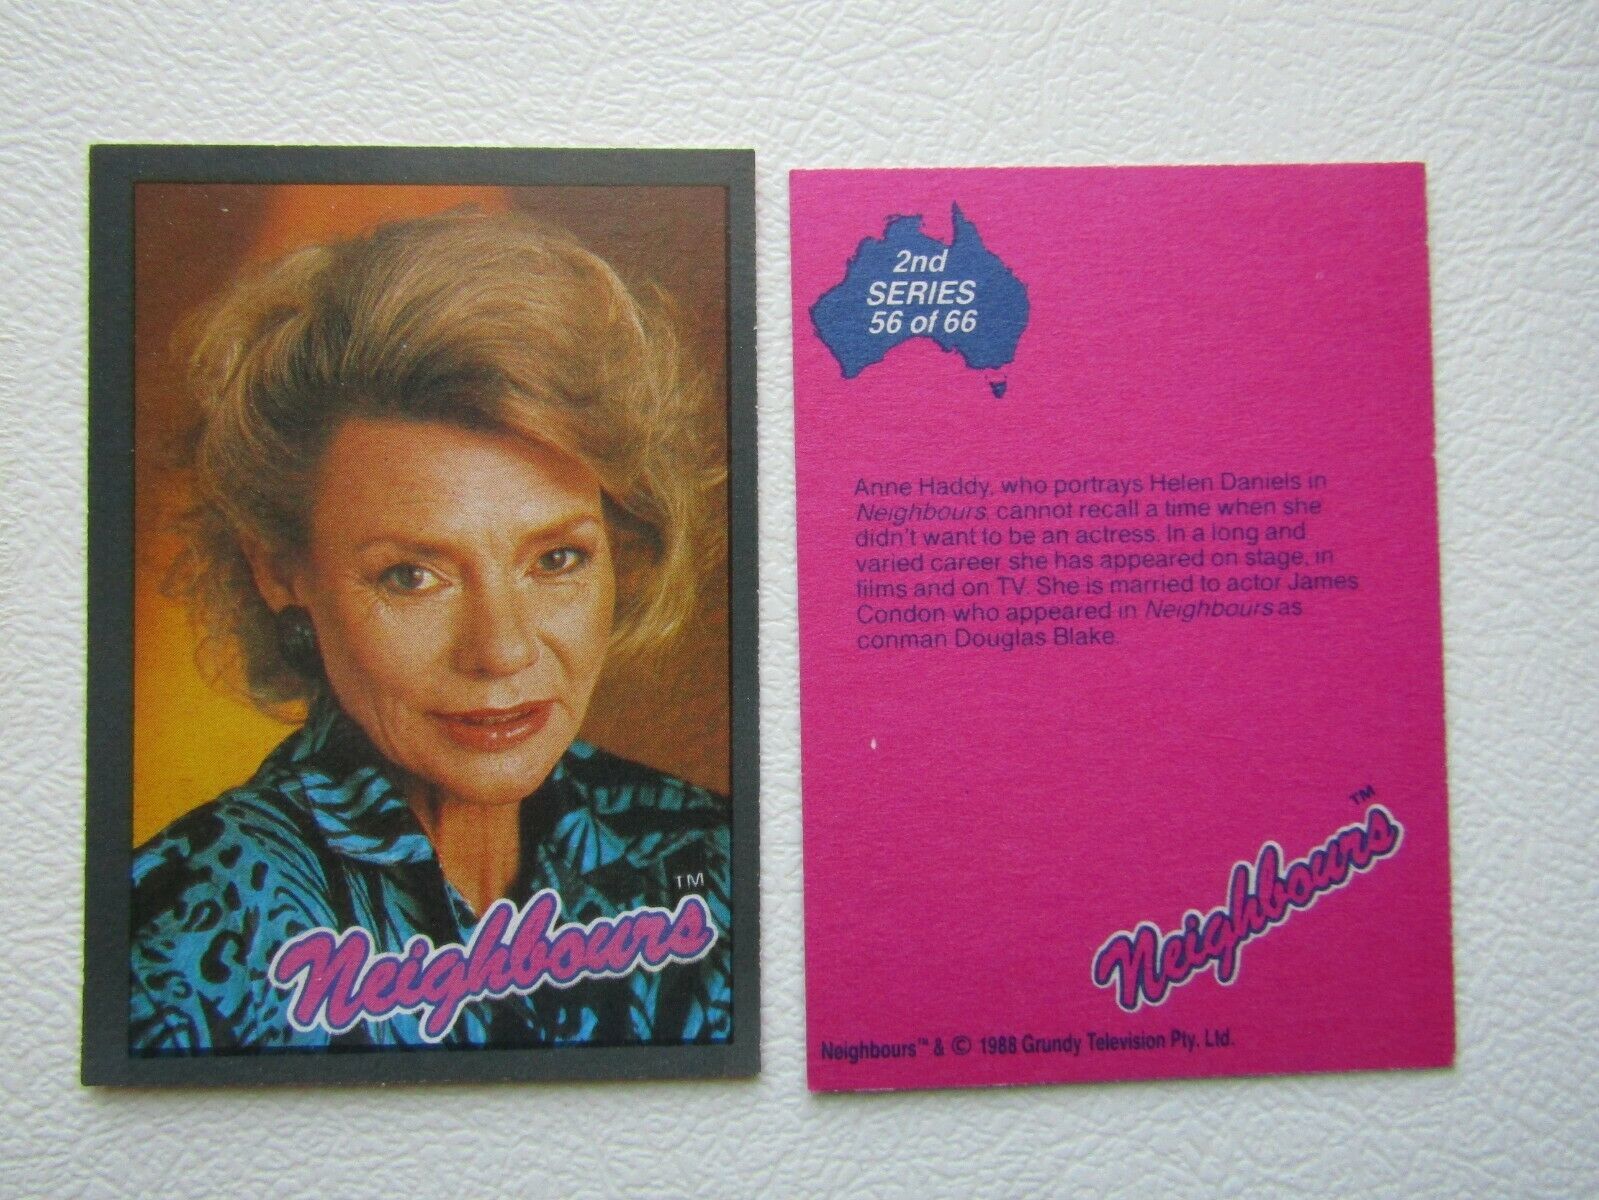 TM
Neighbours
2nd
SERIES
56 of 66
Anne Haddy, who portrays Helen Daniels in
Neighbours, cannot recall a time when she
didn't want to be an actress. In a long and
varied career she has appeared on stage, in
films and on TV. She is married to actor James
Condon who appeared in Neighbours as
conman Douglas Blake.
TM
Neighbours
Neighbours™ & © 1988 Grundy Television Pty. Ltd.